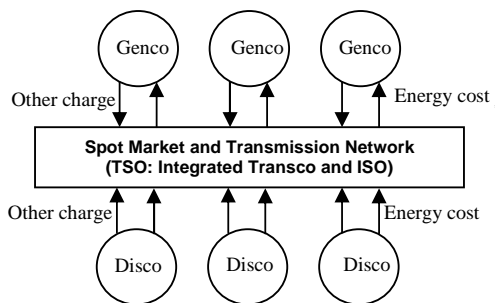 Genco Genco Genco
Other charge Energy cost
Spot Market and Transmission Network
(TSO: Integrated Transco and ISO)
Other charge Energy cost
Disco Disco Disco